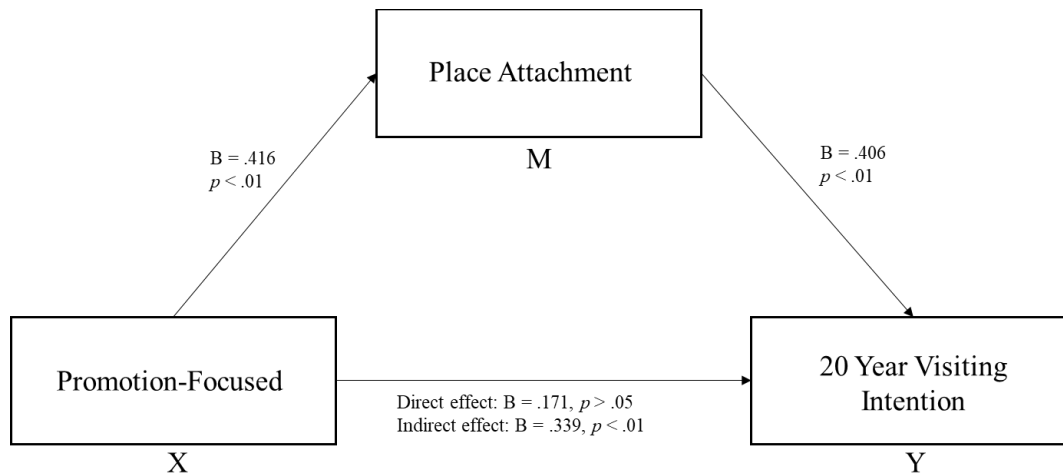 Place Attachment
M
B = .416
p < .01
B = .406
p < .01
Promotion-Focused
X
Direct effect: B = .171, p > .05
Indirect effect: B = .339, p < .01
20 Year Visiting
Intention
Y